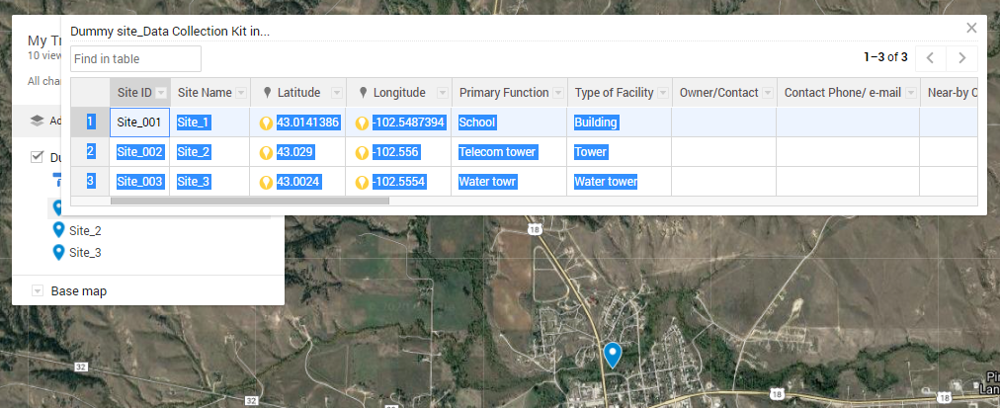 My Tr
10 view
All char
Ad
Du
Site_2
Site_3
Base map
Dummy site_Data Collection Kit in...
Find in table
1–3 of 3
Site ID Site Name Latitude Longitude Primary Function Type of Facility Owner/Contact Contact Phone/ e-mail Near-by C
1 Site_001 Site_1 43.0141386 -102.5487394 School Building
2 Site_002 Site_2 43.029 -102.556 Telecom tower Tower
3 Site_003 Site_3 43.0024 -102.5554 Water towr Water tower
18
32
32
18
18
Pin
Lan